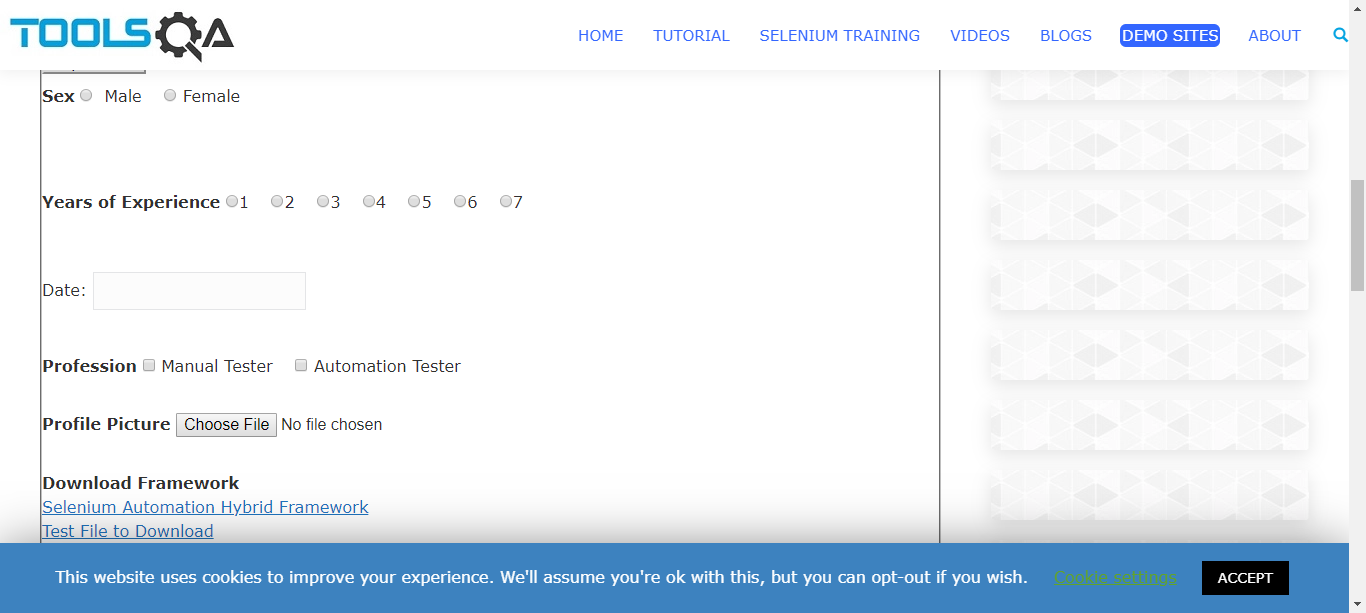 TOOLSQA HOME TUTORIAL SELENIUM TRAINING VIDEOS BLOGS DEMO SITES ABOUT
Sex Male Female
Years of Experience 1 2 3 4 5 6 7
Date:
Profession Manual Tester Automation Tester
Profile Picture Choose File No file chosen
Download Framework
Selenium Automation Hybrid Framework
Test File to Download
This website uses cookies to improve your experience. We'll assume you're ok with this, but you can opt-out if you wish. Cookie settings ACCEPT